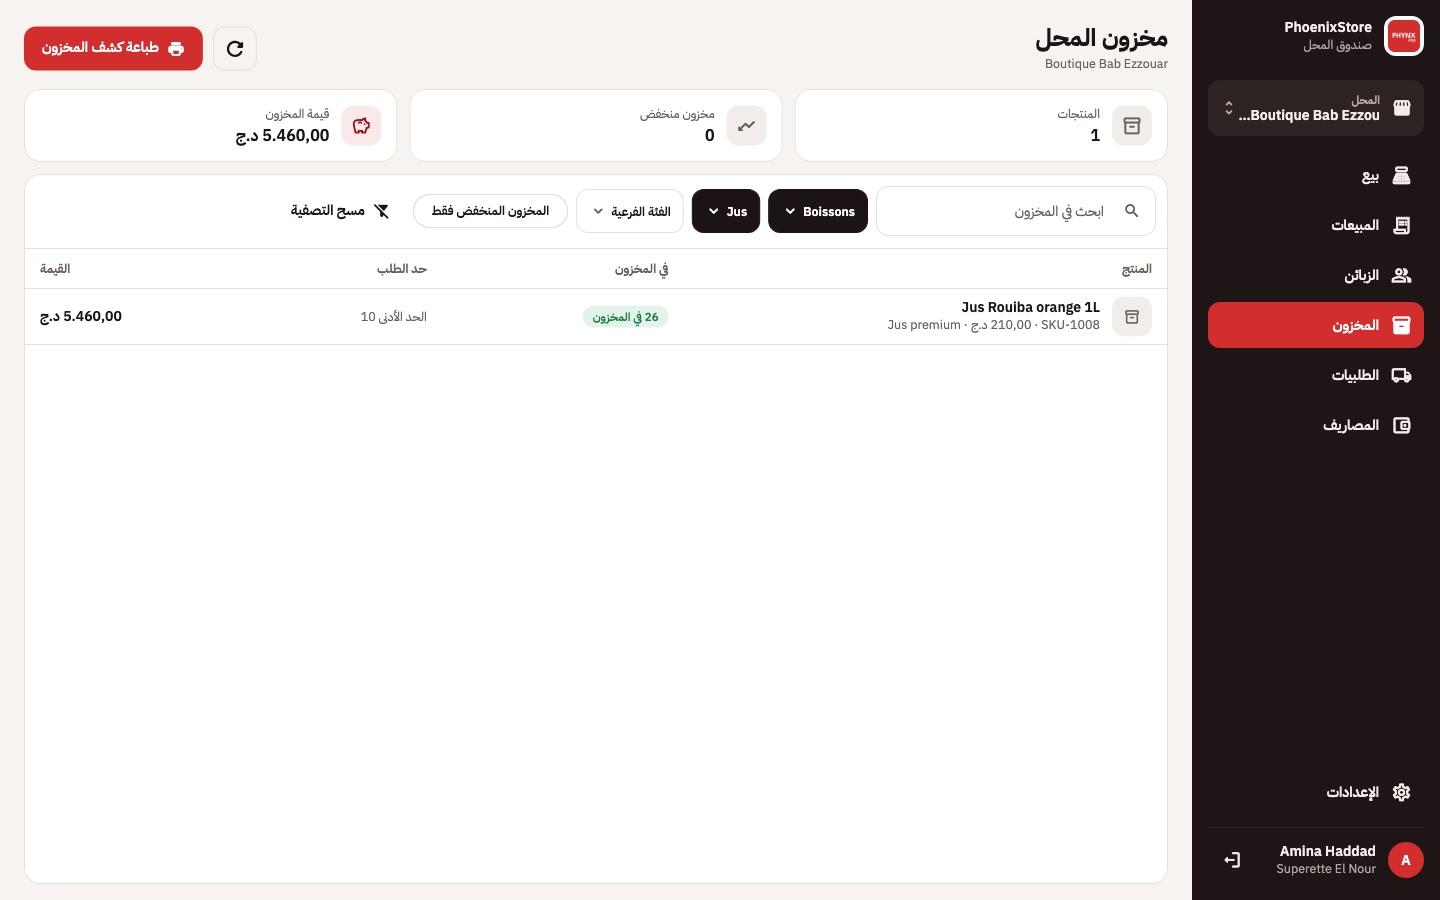 PhoenixStore
صندوق المحل
PHYNX
POS
المحل
Boutique Bab Ezzou...
بيع
المبيعات
الزبائن
المخزون
الطلبيات
المصاريف
الإعدادات
Amina Haddad
Superette El Nour
A
مخزون المحل
Boutique Bab Ezzouar
طباعة كشف المخزون
المنتجات
1
مخزون منخفض
0
قيمة المخزون
5.460,00 د.ج
ابحث في المخزون
Boissons
Jus
الفئة الفرعية
المخزون المنخفض فقط
مسح التصفية
المنتج
في المخزون
حد الطلب
القيمة
Jus Rouiba orange 1L
SKU-1008 · 210,00 د.ج · Jus premium
26 في المخزون
الحد الأدنى 10
5.460,00 د.ج